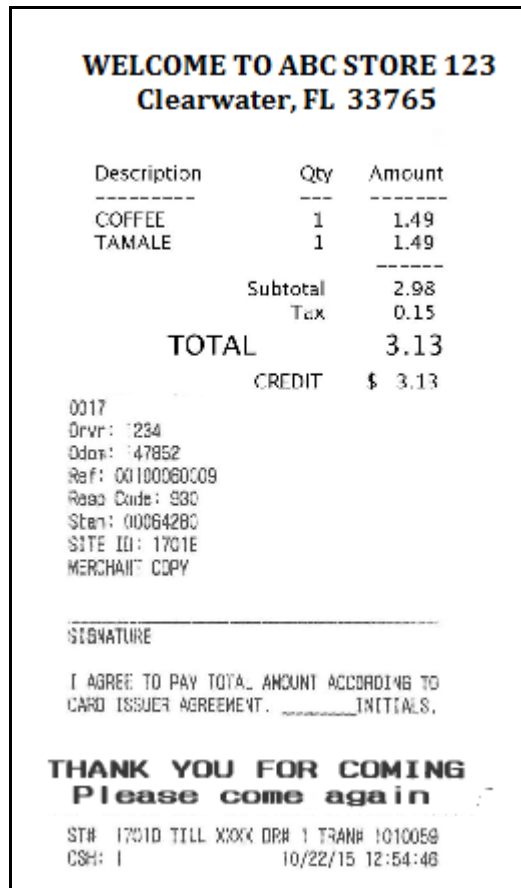 WELCOME TO ABC STORE 123
Clearwater, FL 33765
Description Qty Amount
--------- --- -------
COFFEE 1 1.49
TAMALE 1 1.49
------
Subtotal 2.98
Tax 0.15
TOTAL 3.13
CREDIT $ 3.13
0017
Drvr: 1234
Odom: 47852
Ref: 00100060009
Resp Code: 930
Stan: 00064280
SITE ID: 1701E
MERCHANT COPY
SIGNATURE
I AGREE TO PAY TOTAL AMOUNT ACCORDING TO
CARD ISSUER AGREEMENT. ________INITIALS.
THANK YOU FOR COMING
Please come again
ST# TILL XXXX DR# 1 TRAN# 1010059
CSH: 1 10/22/15 12:54:46